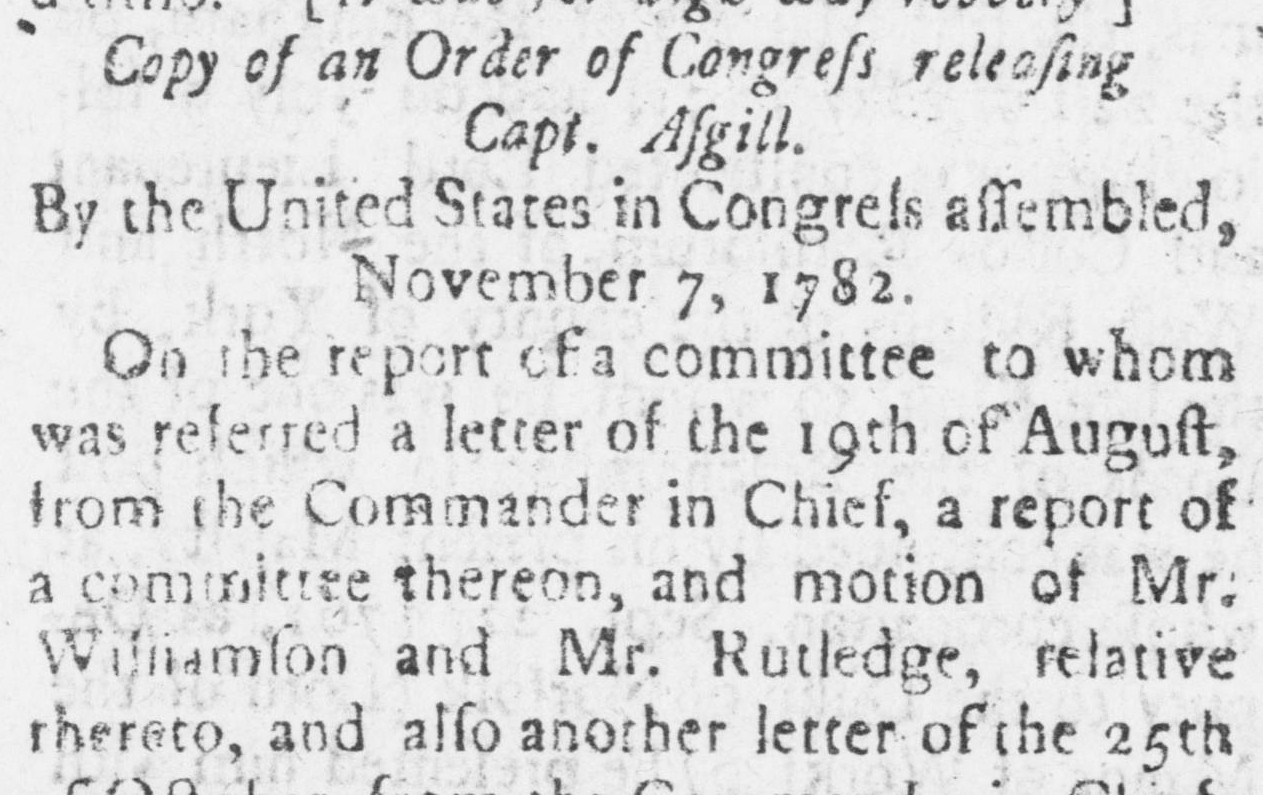 Copy of an Order of Congreſs releaſing
Capt. Aſgill.
By the United States in Congreſs aſſembled,
November 7, 1782.
On the report of a committee to whom
was referred a letter of the 19th of Auguſt,
from the Commander in Chief, a report of
a committee thereon, and motion of Mr.
Williamſon and Mr. Rutledge, relative
thereto, and alſo another letter of the 25th